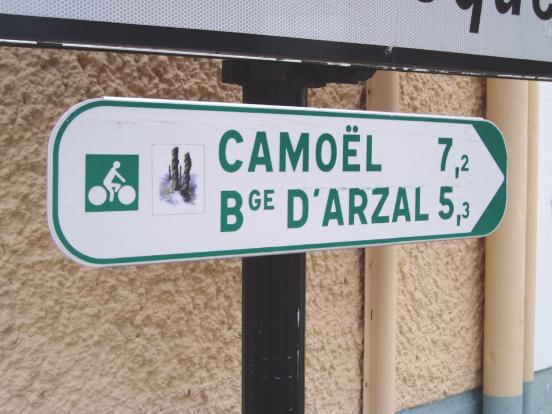 CAMOËL 7,2
BGE D'ARZAL 5,3